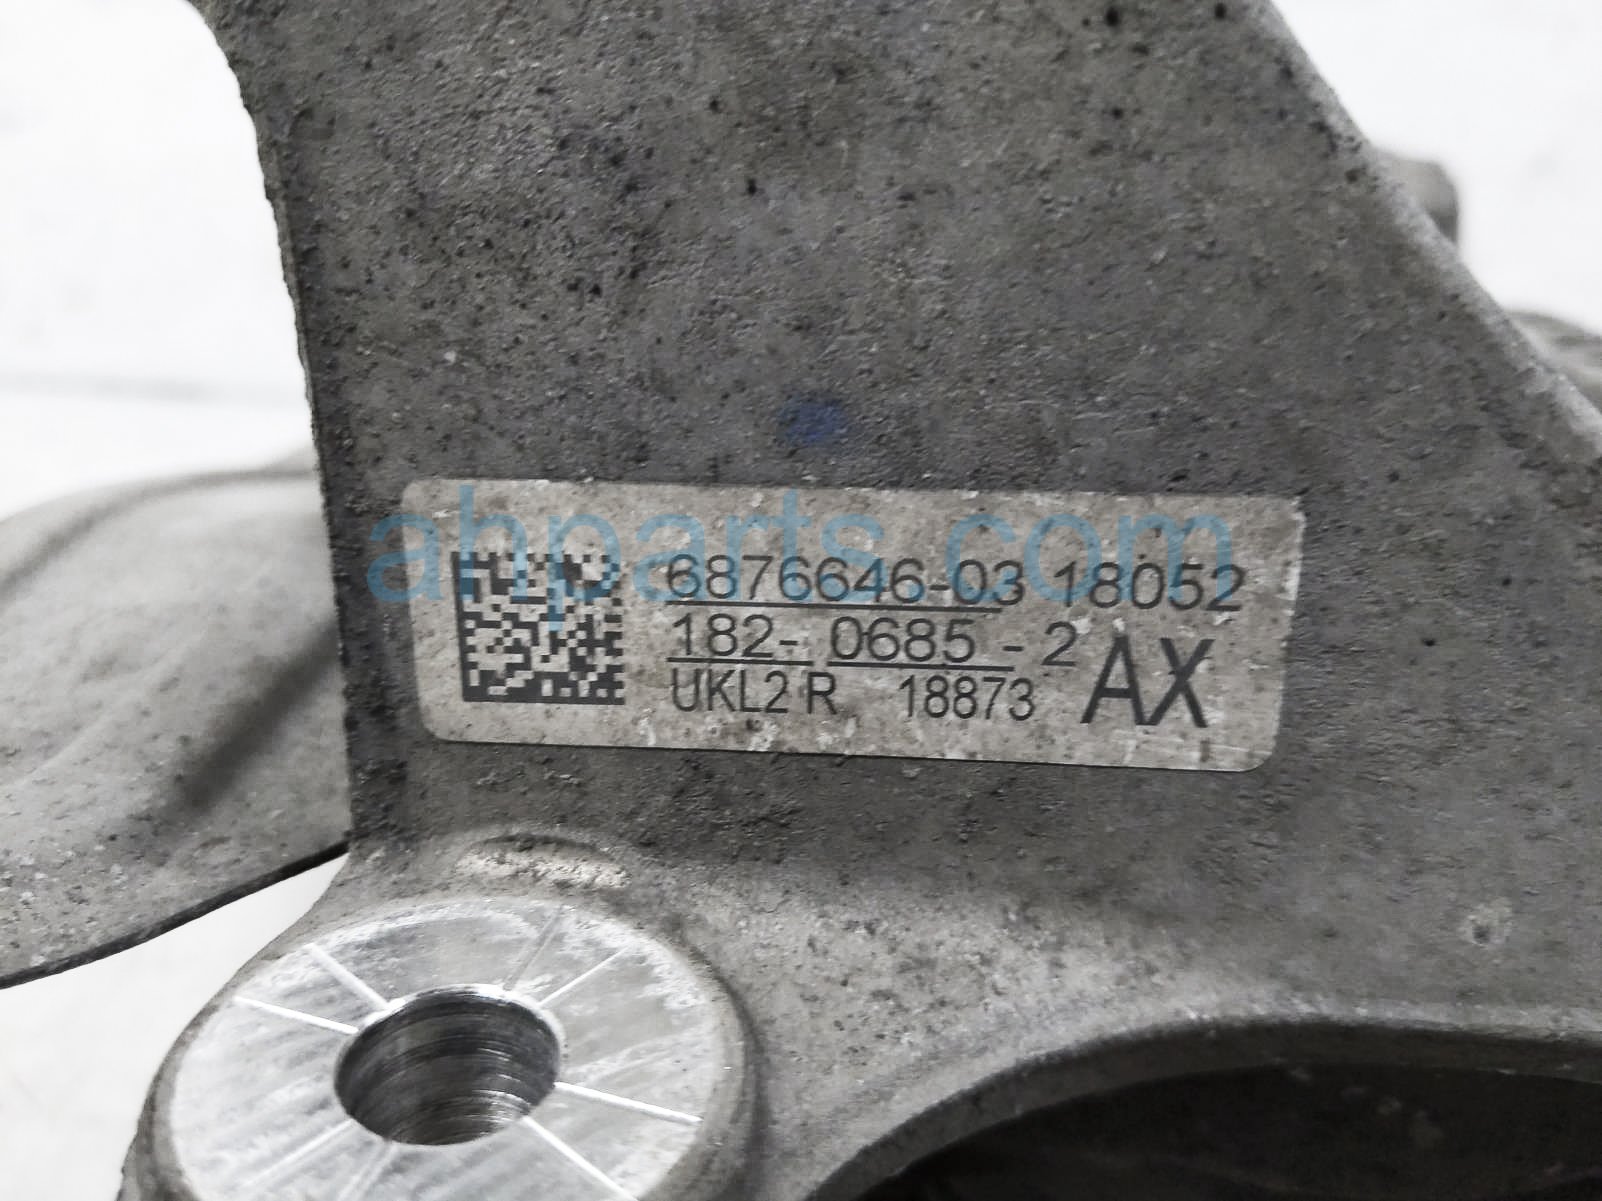 ahparts.com
6876646-03 18052
182- 0685 - 2 AX
UKL2 R 18873